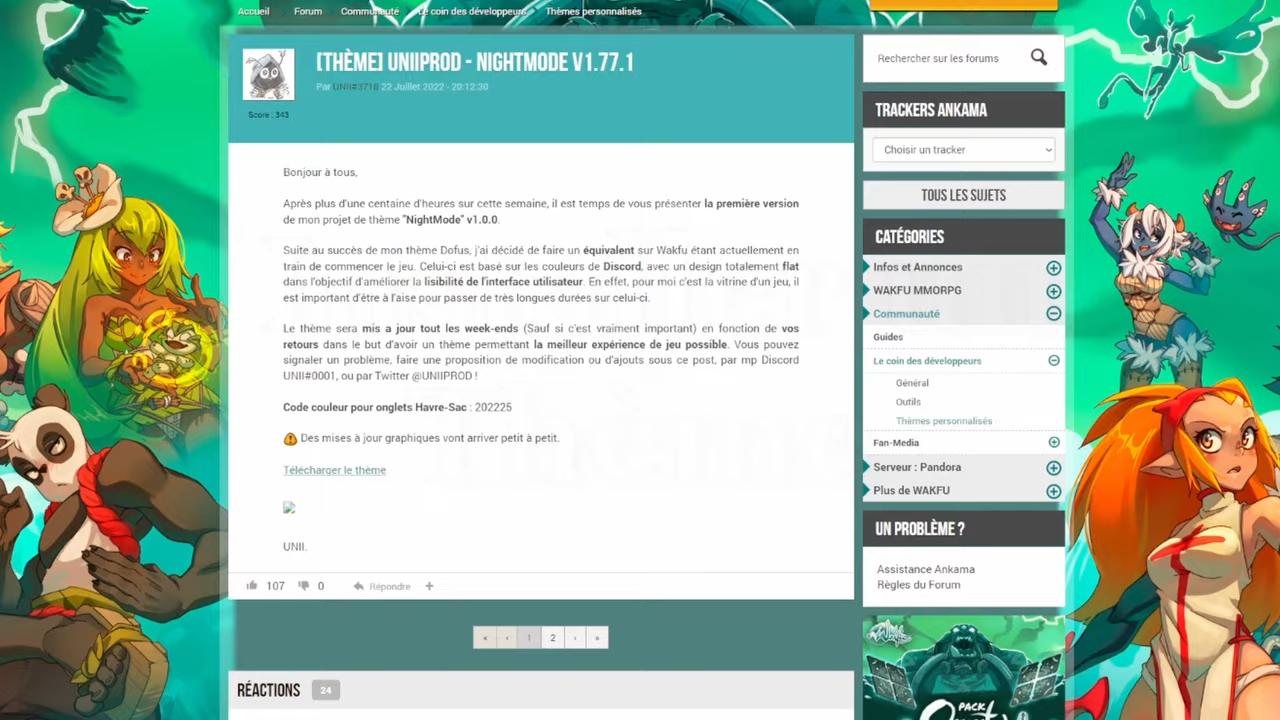 Accueil Forum Communauté Le coin des développeurs Thèmes personnalisés
[THÈME] UNIIPROD - NIGHTMODE V1.77.1
Par UNII#3718 22 Juillet 2022 - 20:12:30
Score : 343
Bonjour à tous,
Après plus d'une centaine d'heures sur cette semaine, il est temps de vous présenter la première version
de mon projet de thème "NightMode" v1.0.0.
Suite au succès de mon thème Dofus, j'ai décidé de faire un équivalent sur Wakfu étant actuellement en
train de commencer le jeu. Celui-ci est basé sur les couleurs de Discord, avec un design totalement flat
dans l'objectif d'améliorer la lisibilité de l'interface utilisateur. En effet, pour moi c'est la vitrine d'un jeu, il
est important d'être à l'aise pour passer de très longues durées sur celui-ci.
Le thème sera mis a jour tout les week-ends (Sauf si c'est vraiment important) en fonction de vos
retours dans le but d'avoir un thème permettant la meilleur expérience de jeu possible. Vous pouvez
signaler un problème, faire une proposition de modification ou d'ajouts sous ce post, par mp Discord
UNII#0001, ou par Twitter @UNIIPROD !
Code couleur pour onglets Havre-Sac : 202225
Des mises à jour graphiques vont arriver petit à petit.
Télécharger le thème
UNII.
107 0 Répondre +
« ‹ 1 2 › »
RÉACTIONS 24
Rechercher sur les forums
TRACKERS ANKAMA
Choisir un tracker
TOUS LES SUJETS
CATÉGORIES
Infos et Annonces
WAKFU MMORPG
Communauté
Guides
Le coin des développeurs
Général
Outils
Thèmes personnalisés
Fan-Media
Serveur : Pandora
Plus de WAKFU
UN PROBLÈME ?
Assistance Ankama
Règles du Forum
WAKFU
PACK